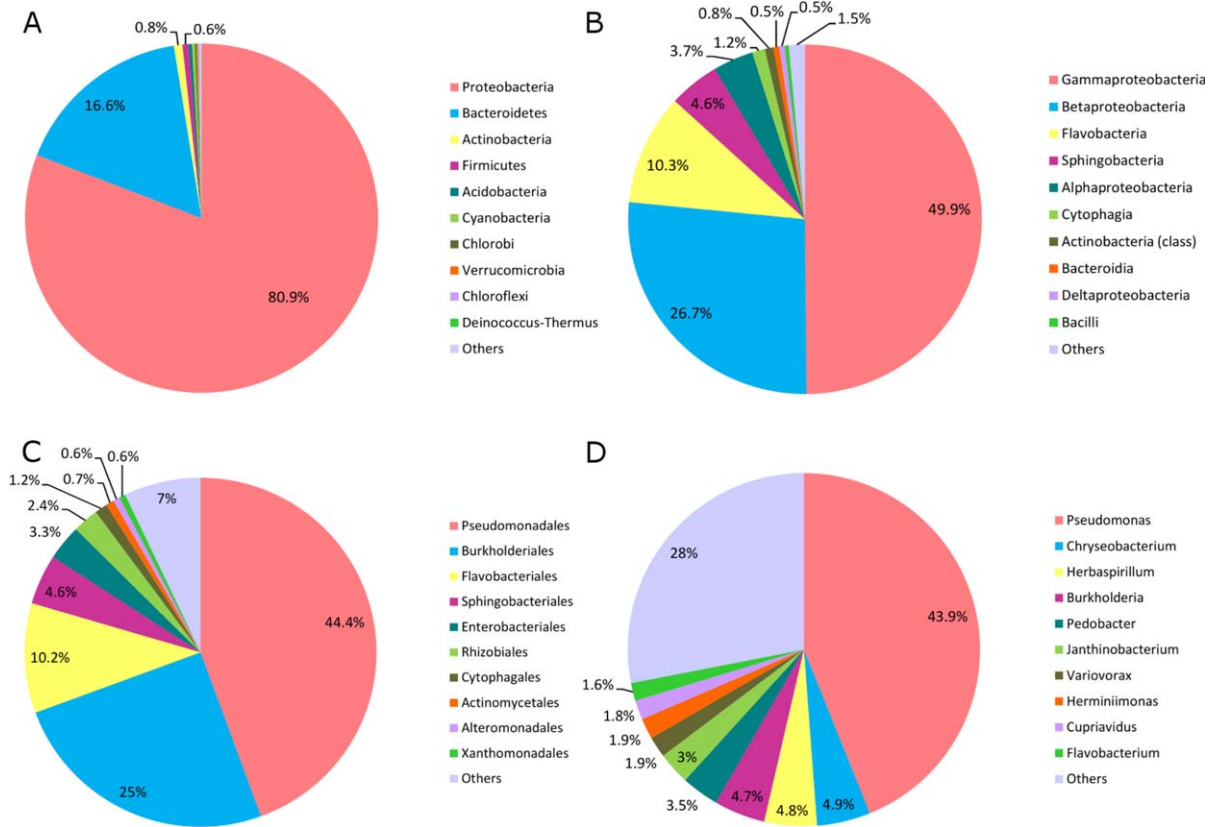 A
0.8%
0.6%
16.6%
80.9%
Proteobacteria
Bacteroidetes
Actinobacteria
Firmicutes
Acidobacteria
Cyanobacteria
Chlorobi
Verrucomicrobia
Chloroflexi
Deinococcus-Thermus
Others
B
0.5%
0.8%
0.5%
1.5%
1.2%
3.7%
4.6%
10.3%
49.9%
26.7%
Gammaproteobacteria
Betaproteobacteria
Flavobacteria
Sphingobacteria
Alphaproteobacteria
Cytophagia
Actinobacteria (class)
Bacteroidia
Deltaproteobacteria
Bacilli
Others
C
0.6%
0.6%
0.7%
1.2%
2.4%
3.3%
4.6%
10.2%
25%
44.4%
7%
Pseudomonadales
Burkholderiales
Flavobacteriales
Sphingobacteriales
Enterobacteriales
Rhizobiales
Cytophagales
Actinomycetales
Alteromonadales
Xanthomonadales
Others
D
28%
43.9%
1.6%
1.8%
1.9%
1.9%
3%
3.5%
4.7%
4.8%
4.9%
Pseudomonas
Chryseobacterium
Herbaspirillum
Burkholderia
Pedobacter
Janthinobacterium
Variovorax
Herminiimonas
Cupriavidus
Flavobacterium
Others